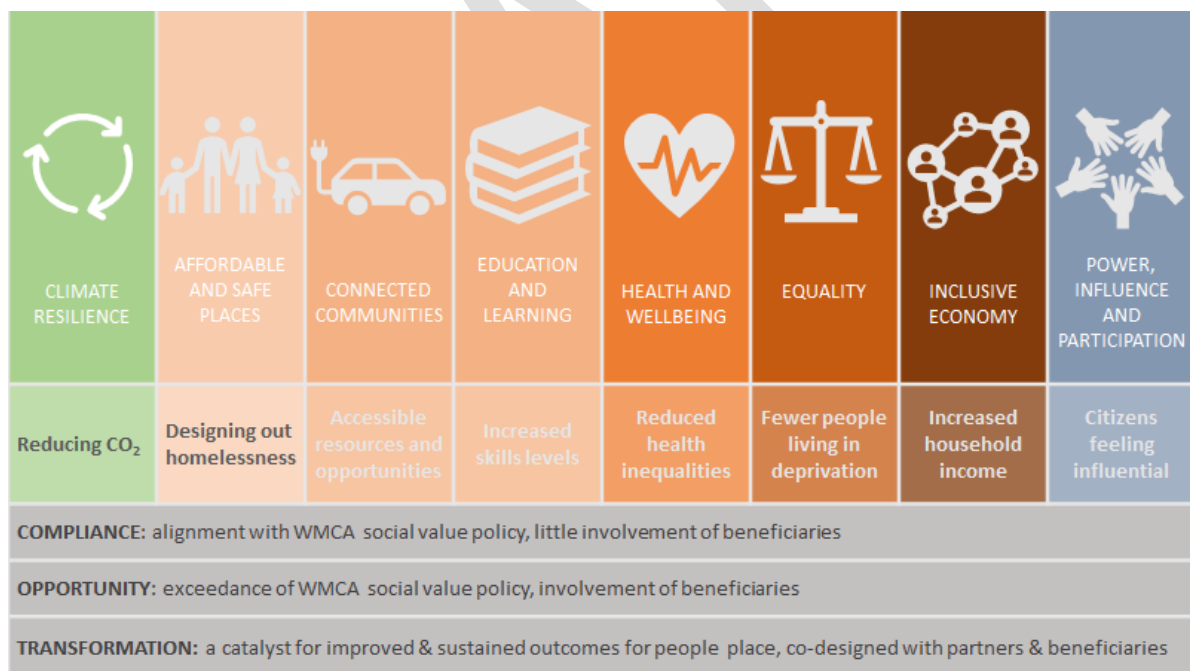 CLIMATE
RESILIENCE
AFFORDABLE
AND SAFE
PLACES
CONNECTED
COMMUNITIES
EDUCATION
AND
LEARNING
HEALTH AND
WELLBEING
EQUALITY
INCLUSIVE
ECONOMY
POWER,
INFLUENCE
AND
PARTICIPATION
Reducing CO₂
Designing out
homelessness
Accessible
resources and
opportunities
Increased
skills levels
Reduced
health
inequalities
Fewer people
living in
deprivation
Increased
household
income
Citizens
feeling
influential
COMPLIANCE: alignment with WMCA social value policy, little involvement of beneficiaries
OPPORTUNITY: exceedance of WMCA social value policy, involvement of beneficiaries
TRANSFORMATION: a catalyst for improved & sustained outcomes for people place, co-designed with partners & beneficiaries